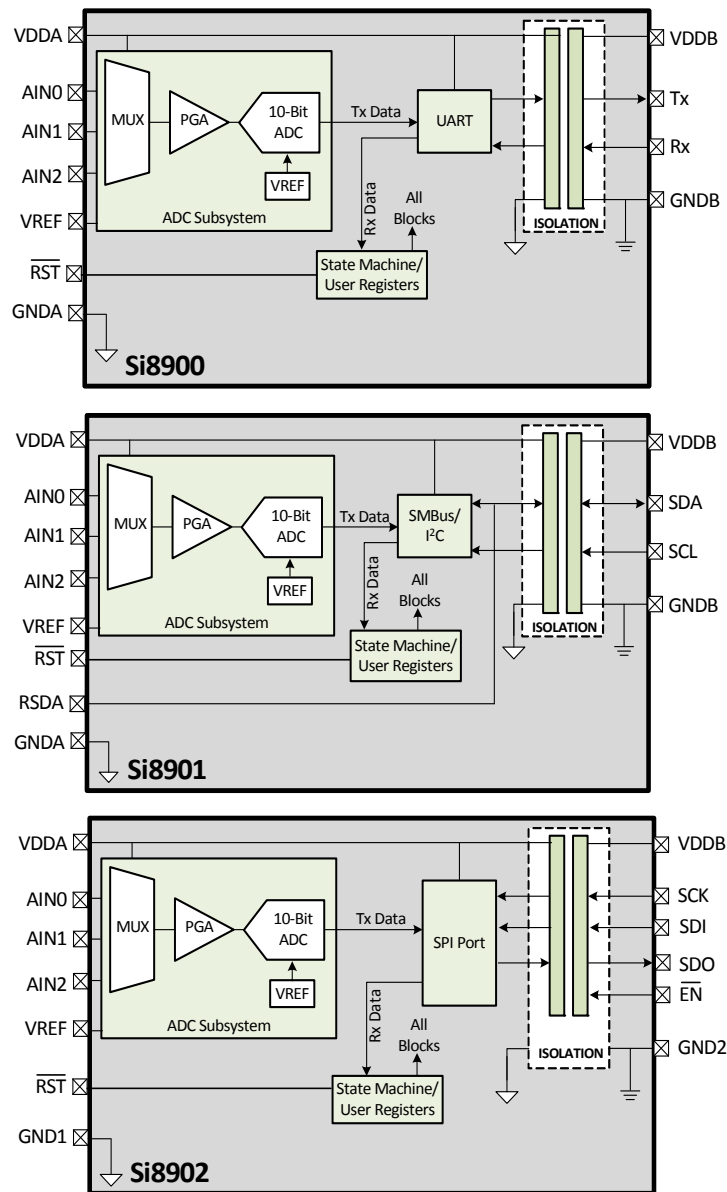 VDDA
VDDB
AIN0
Tx
MUX
PGA
10-Bit
ADC
Tx Data
UART
AIN1
Rx
AIN2
VREF
Rx Data
All
Blocks
GNDB
VREF
ADC Subsystem
ISOLATION
RST
State Machine/
User Registers
GNDA
Si8900
VDDA
VDDB
AIN0
SDA
MUX
PGA
10-Bit
ADC
Tx Data
SMBus/
I²C
AIN1
SCL
AIN2
VREF
Rx Data
All
Blocks
GNDB
VREF
ADC Subsystem
ISOLATION
RST
State Machine/
User Registers
RSDA
GNDA
Si8901
VDDA
VDDB
AIN0
SCK
MUX
PGA
10-Bit
ADC
Tx Data
SPI Port
AIN1
SDI
SDO
AIN2
VREF
EN
VREF
ADC Subsystem
Rx Data
All
Blocks
ISOLATION
GND2
RST
State Machine/
User Registers
GND1
Si8902